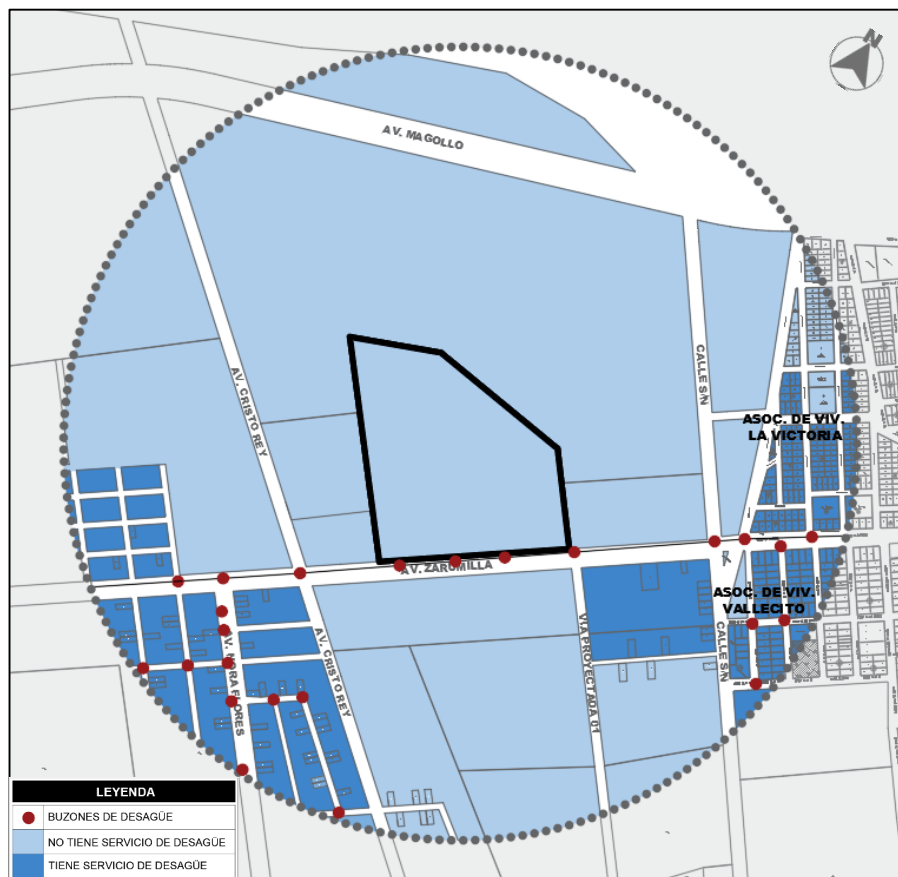 N
AV. MAGOLLO
AV. CRISTO REY
CALLE S/N
ASOC. DE VIV.
LA VICTORIA
AV. ZARUMILLA
ASOC. DE VIV.
VALLECITO
AV. NORA FLORES
AV. CRISTO REY
VIA PROYECTADA 01
CALLE S/N
LEYENDA
BUZONES DE DESAGÜE
NO TIENE SERVICIO DE DESAGÜE
TIENE SERVICIO DE DESAGÜE